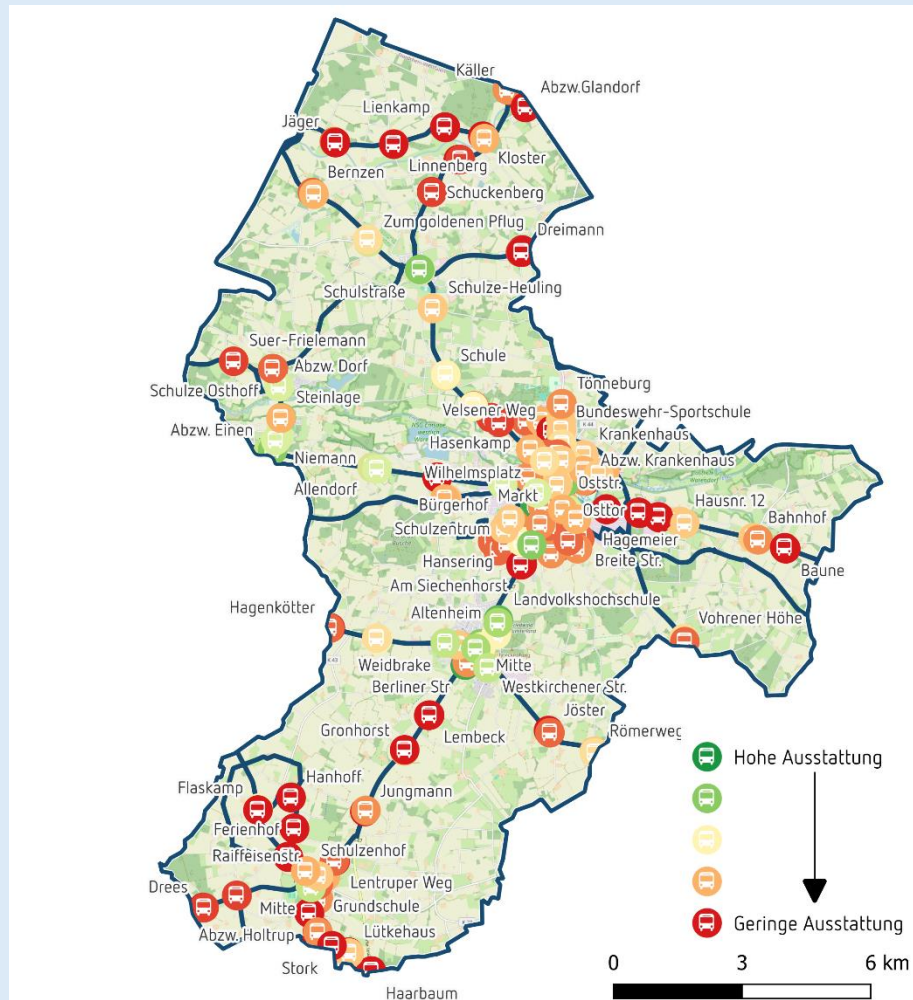 Käller
Abzw.Glandorf
Lienkamp
Jäger
Kloster
Linnenberg
Bernzen
Schuckenberg
Zum goldenen Pflug
Dreimann
Schulstraße
Schulze-Heuling
Suer-Frielemann
Schule
Abzw. Dorf
Schulze Osthoff
Tönneburg
Steinlage
Velsener Weg
Bundeswehr-Sportschule
Abzw. Einen
Krankenhaus
Hasenkamp
Niemann
Abzw. Krankenhaus
Wilhelmsplatz
Allendorf
Oststr.
Markt
Hausnr. 12
Bürgerhof
Osttor
Bahnhof
Schulzentrum
Hagemeier
Hansering
Breite Str.
Baune
Am Siechenhorst
Landvolkshochschule
Hagenkötter
Altenheim
Vohrener Höhe
Weidbrake
Mitte
Berliner Str
Westkirchener Str.
Jöster
Gronhorst
Lembeck
Römerweg
Hohe Ausstattung
Hanhoff
Flaskamp
Jungmann
Ferienhof
Raiffeisenstr.
Schulzenhof
Drees
Lentruper Weg
Mitte
Grundschule
Geringe Ausstattung
Abzw. Holtrup
Lütkehaus
Stork
Haarbaum
0 3 6 km